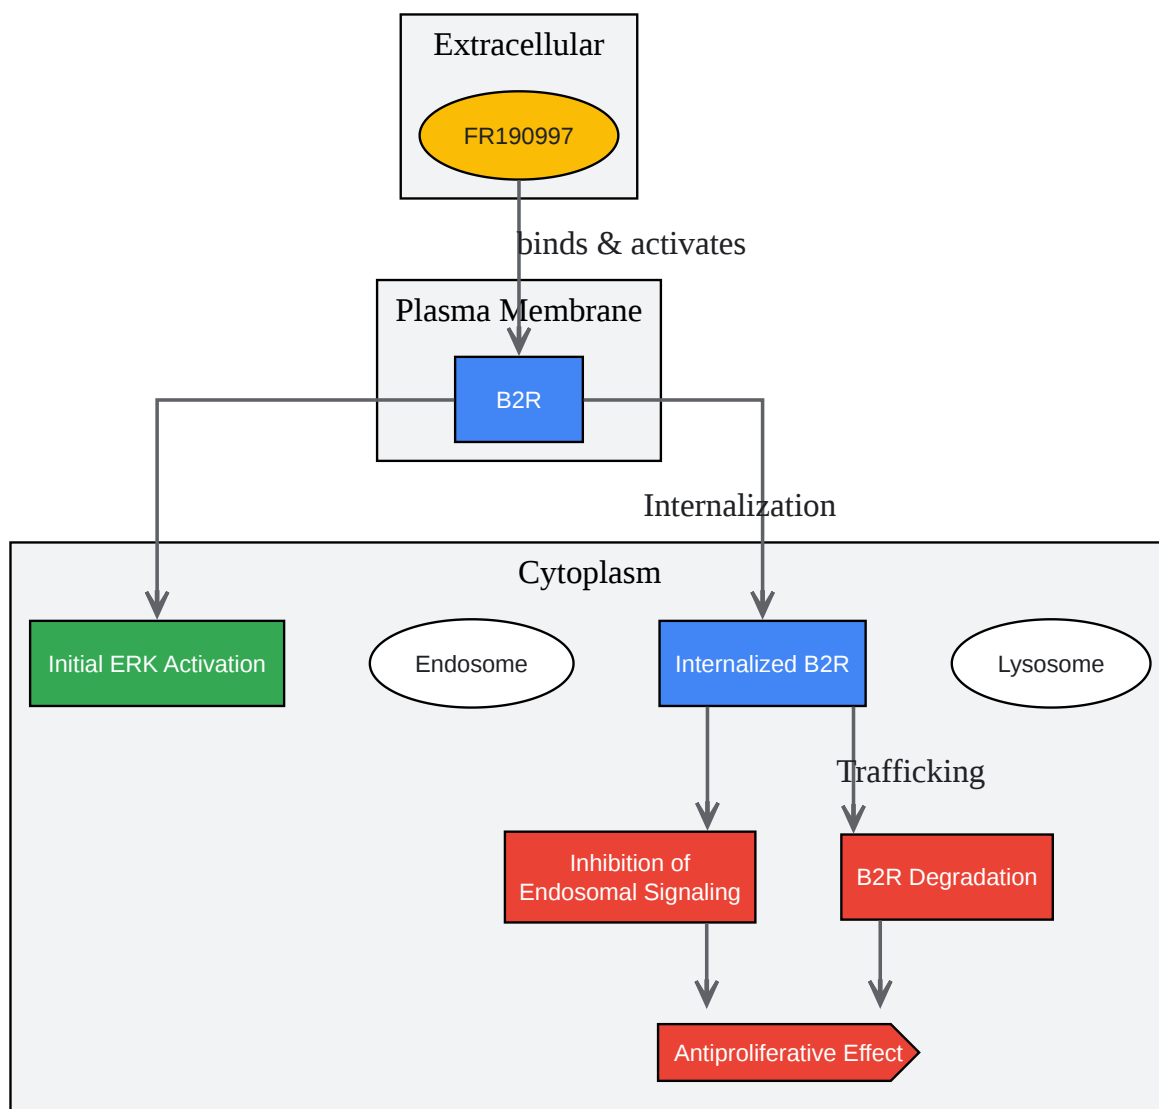 Extracellular
FR190997
binds & activates
Plasma Membrane
B2R
Internalization
Cytoplasm
Initial ERK Activation
Endosome
Internalized B2R
Lysosome
Trafficking
Inhibition of
Endosomal Signaling
B2R Degradation
Antiproliferative Effect